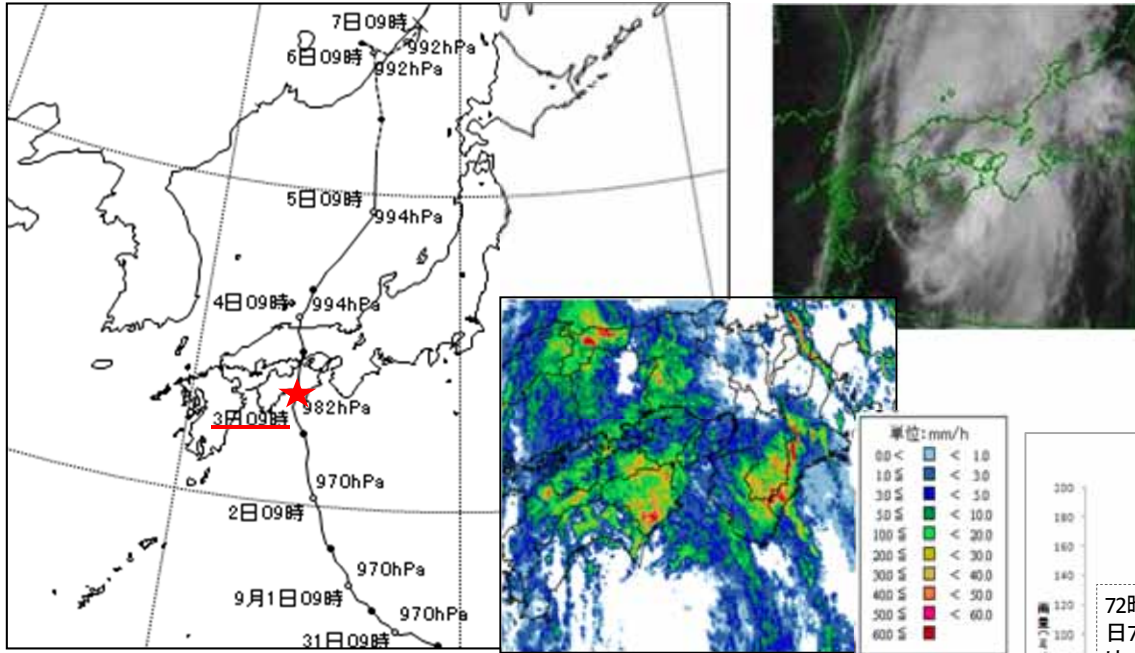 7日09時
992hPa
6日09時
992hPa
5日09時
994hPa
4日09時
994hPa
982hPa
3日09時
970hPa
2日09時
970hPa
9月1日09時
970hPa
31日09時
単位:mm/h
0.0 < < 1.0
1.0 ≦ < 3.0
3.0 ≦ < 5.0
5.0 ≦ < 10.0
10.0 ≦ < 20.0
20.0 ≦ < 30.0
30.0 ≦ < 40.0
40.0 ≦ < 50.0
50.0 ≦ < 60.0
60.0 ≦
200
180
160
140
120
100
雨量
72時
日7